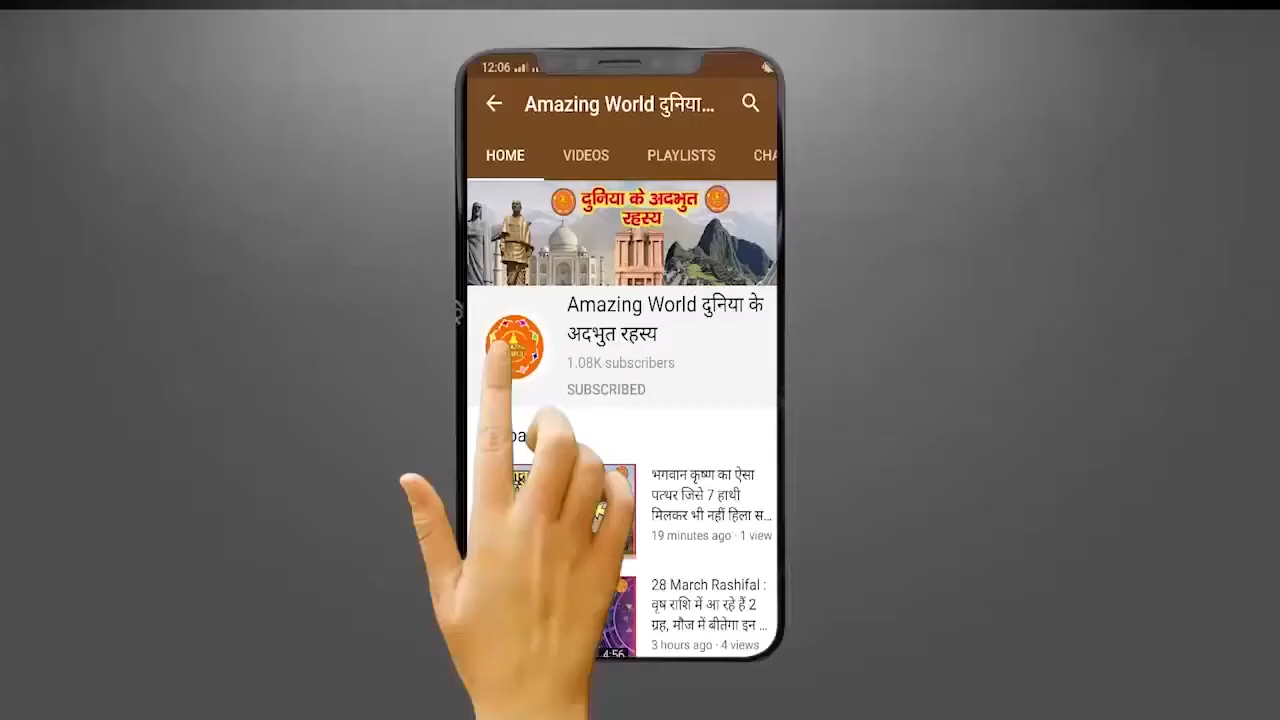 12:06
Amazing World दुनिया...
HOME VIDEOS PLAYLISTS CHA
दुनिया के अदभुत
रहस्य
Amazing World दुनिया के
अदभुत रहस्य
1.08K subscribers
SUBSCRIBED
भगवान कृष्ण का ऐसा
पत्थर जिसे 7 हाथी
मिलकर भी नहीं हिला स...
19 minutes ago · 1 view
28 March Rashifal :
वृष राशि में आ रहे हैं 2
ग्रह, मौज में बीतेगा इन ...
3 hours ago · 4 views
4:56